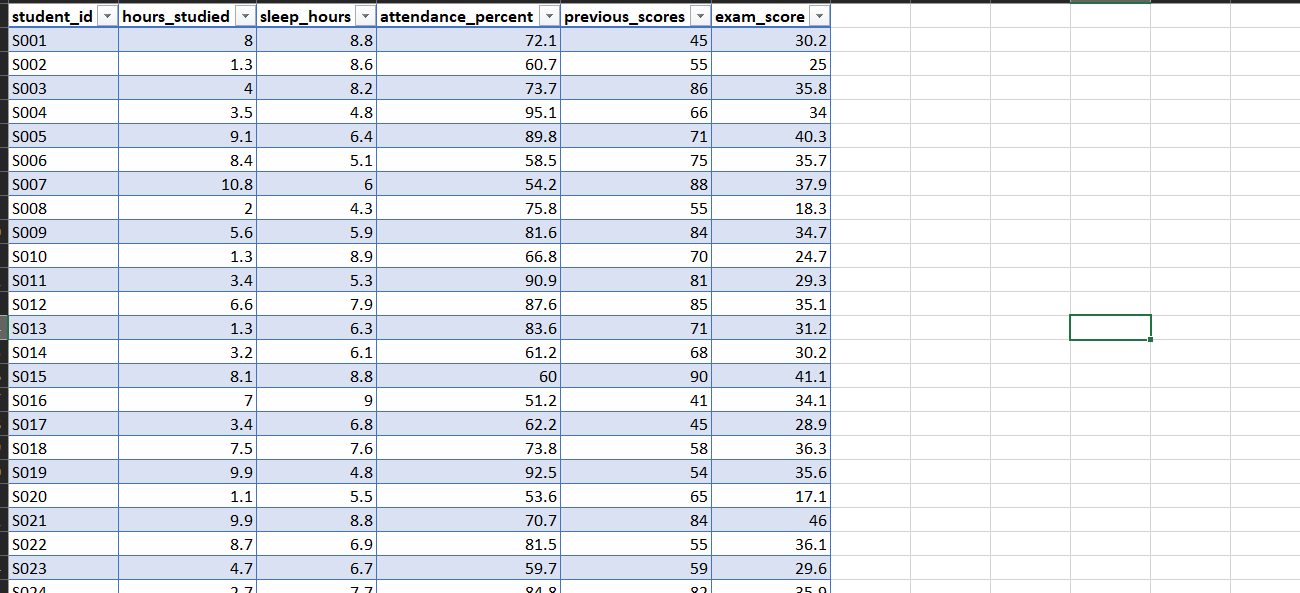 student_id hours_studied sleep_hours attendance_percent previous_scores exam_score
S001 8 8.8 72.1 45 30.2
S002 1.3 8.6 60.7 55 25
S003 4 8.2 73.7 86 35.8
S004 3.5 4.8 95.1 66 34
S005 9.1 6.4 89.8 71 40.3
S006 8.4 5.1 58.5 75 35.7
S007 10.8 6 54.2 88 37.9
S008 2 4.3 75.8 55 18.3
S009 5.6 5.9 81.6 84 34.7
S010 1.3 8.9 66.8 70 24.7
S011 3.4 5.3 90.9 81 29.3
S012 6.6 7.9 87.6 85 35.1
S013 1.3 6.3 83.6 71 31.2
S014 3.2 6.1 61.2 68 30.2
S015 8.1 8.8 60 90 41.1
S016 7 9 51.2 41 34.1
S017 3.4 6.8 62.2 45 28.9
S018 7.5 7.6 73.8 58 36.3
S019 9.9 4.8 92.5 54 35.6
S020 1.1 5.5 53.6 65 17.1
S021 9.9 8.8 70.7 84 46
S022 8.7 6.9 81.5 55 36.1
S023 4.7 6.7 59.7 59 29.6
S024 2.7 7.7 84.8 82 35.9